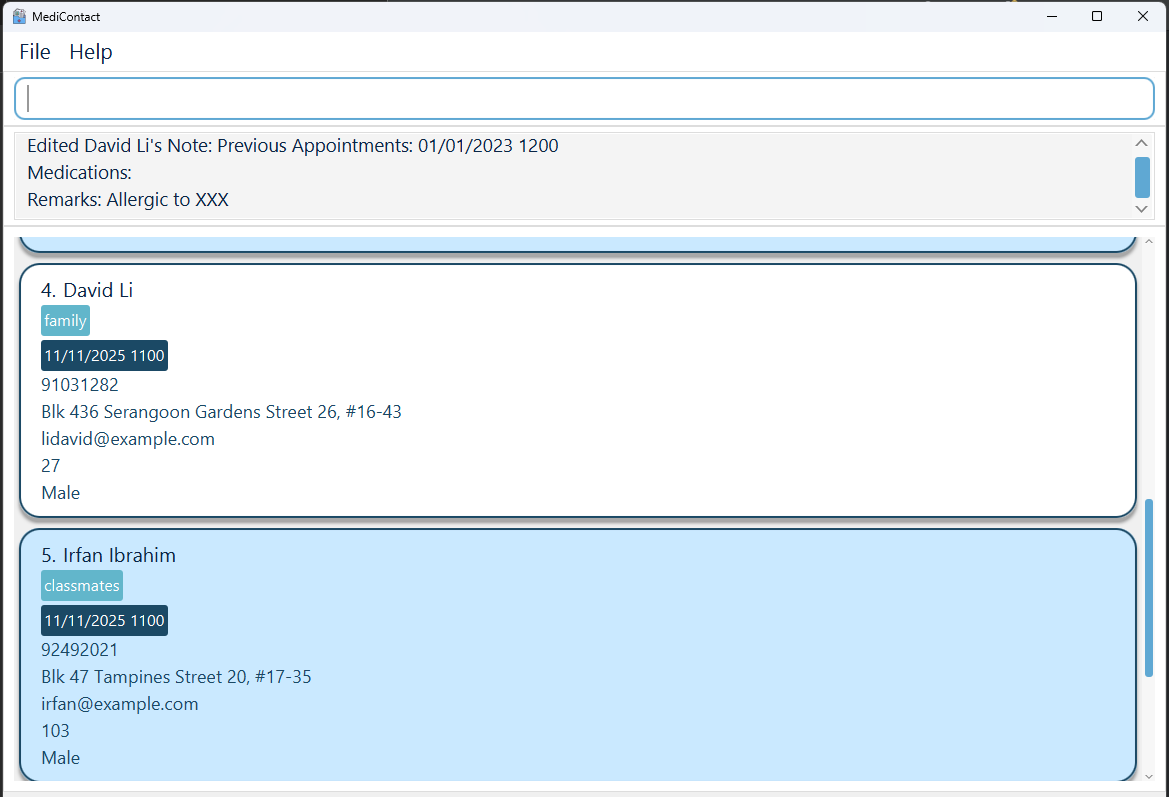 MediContact
File Help
Edited David Li's Note: Previous Appointments: 01/01/2023 1200
Medications:
Remarks: Allergic to XXX
4. David Li
family
11/11/2025 1100
91031282
Blk 436 Serangoon Gardens Street 26, #16-43
lidavid@example.com
27
Male
5. Irfan Ibrahim
classmates
11/11/2025 1100
92492021
Blk 47 Tampines Street 20, #17-35
irfan@example.com
103
Male